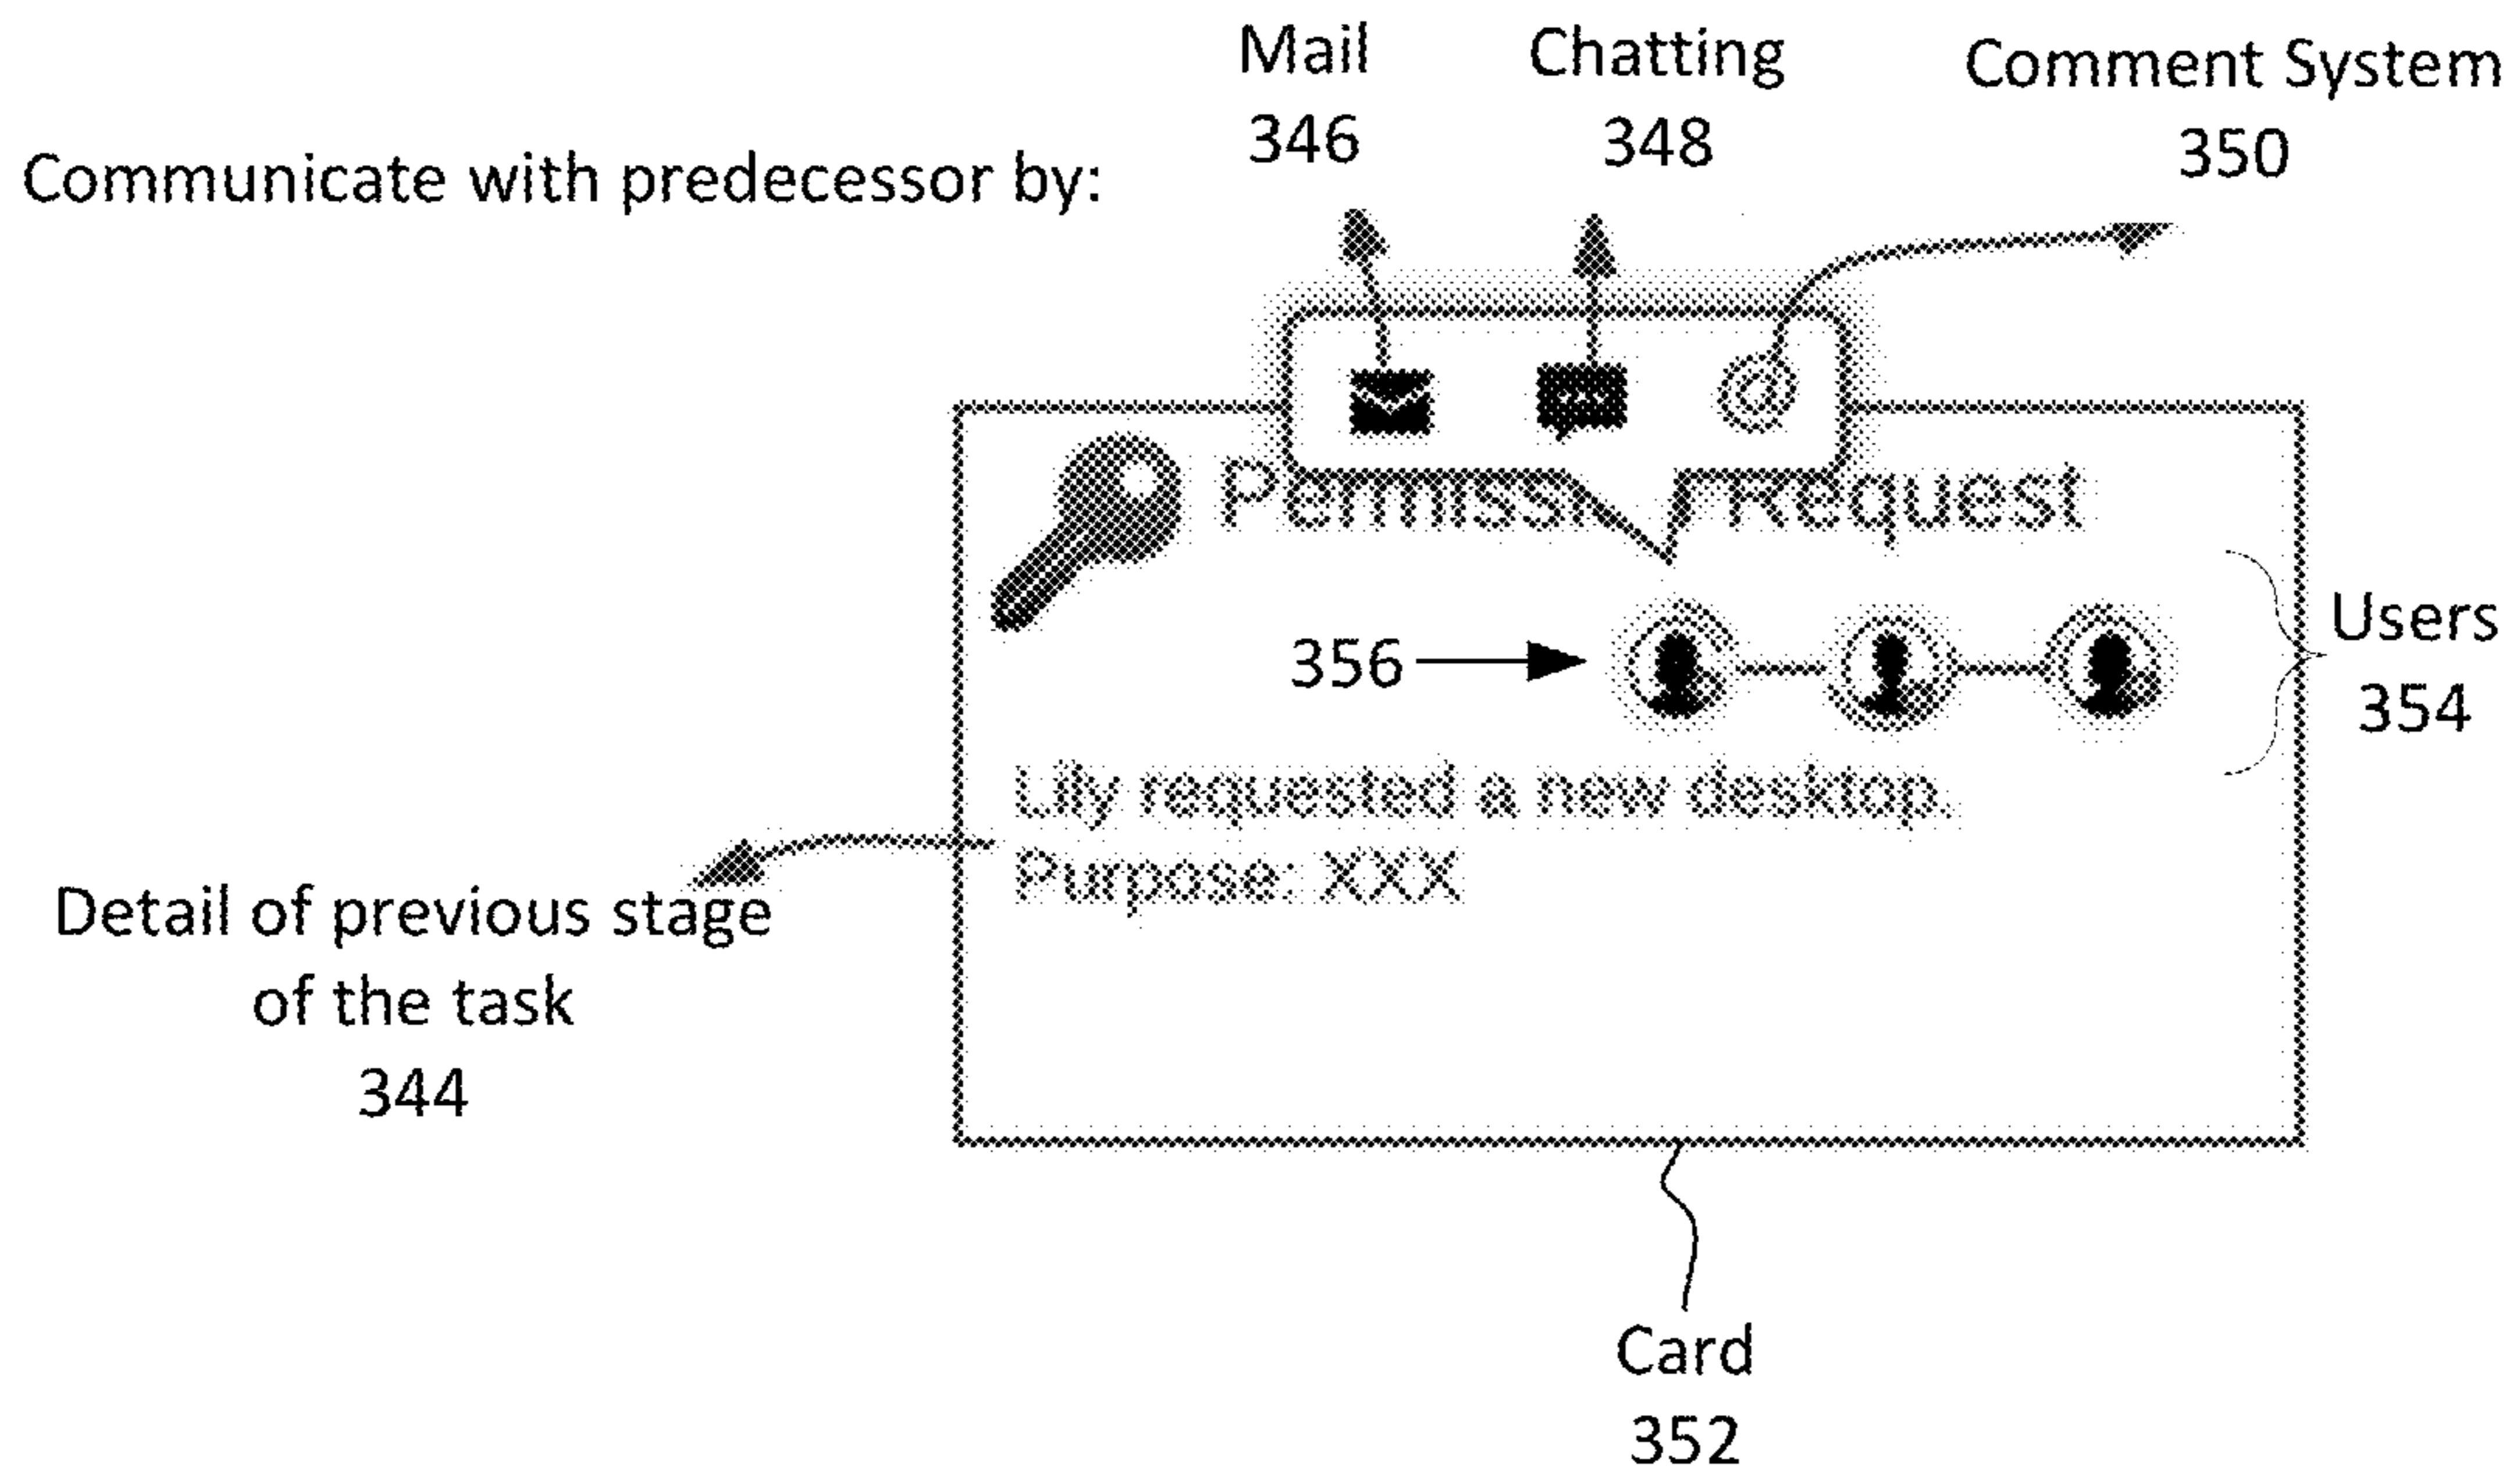 Mail
346
Chatting
348
Comment System
350
Communicate with predecessor by:
@
Request
356
Users
354
Lily requested a new desktop.
Purpose: XXX
Detail of previous stage
of the task
344
Card
352